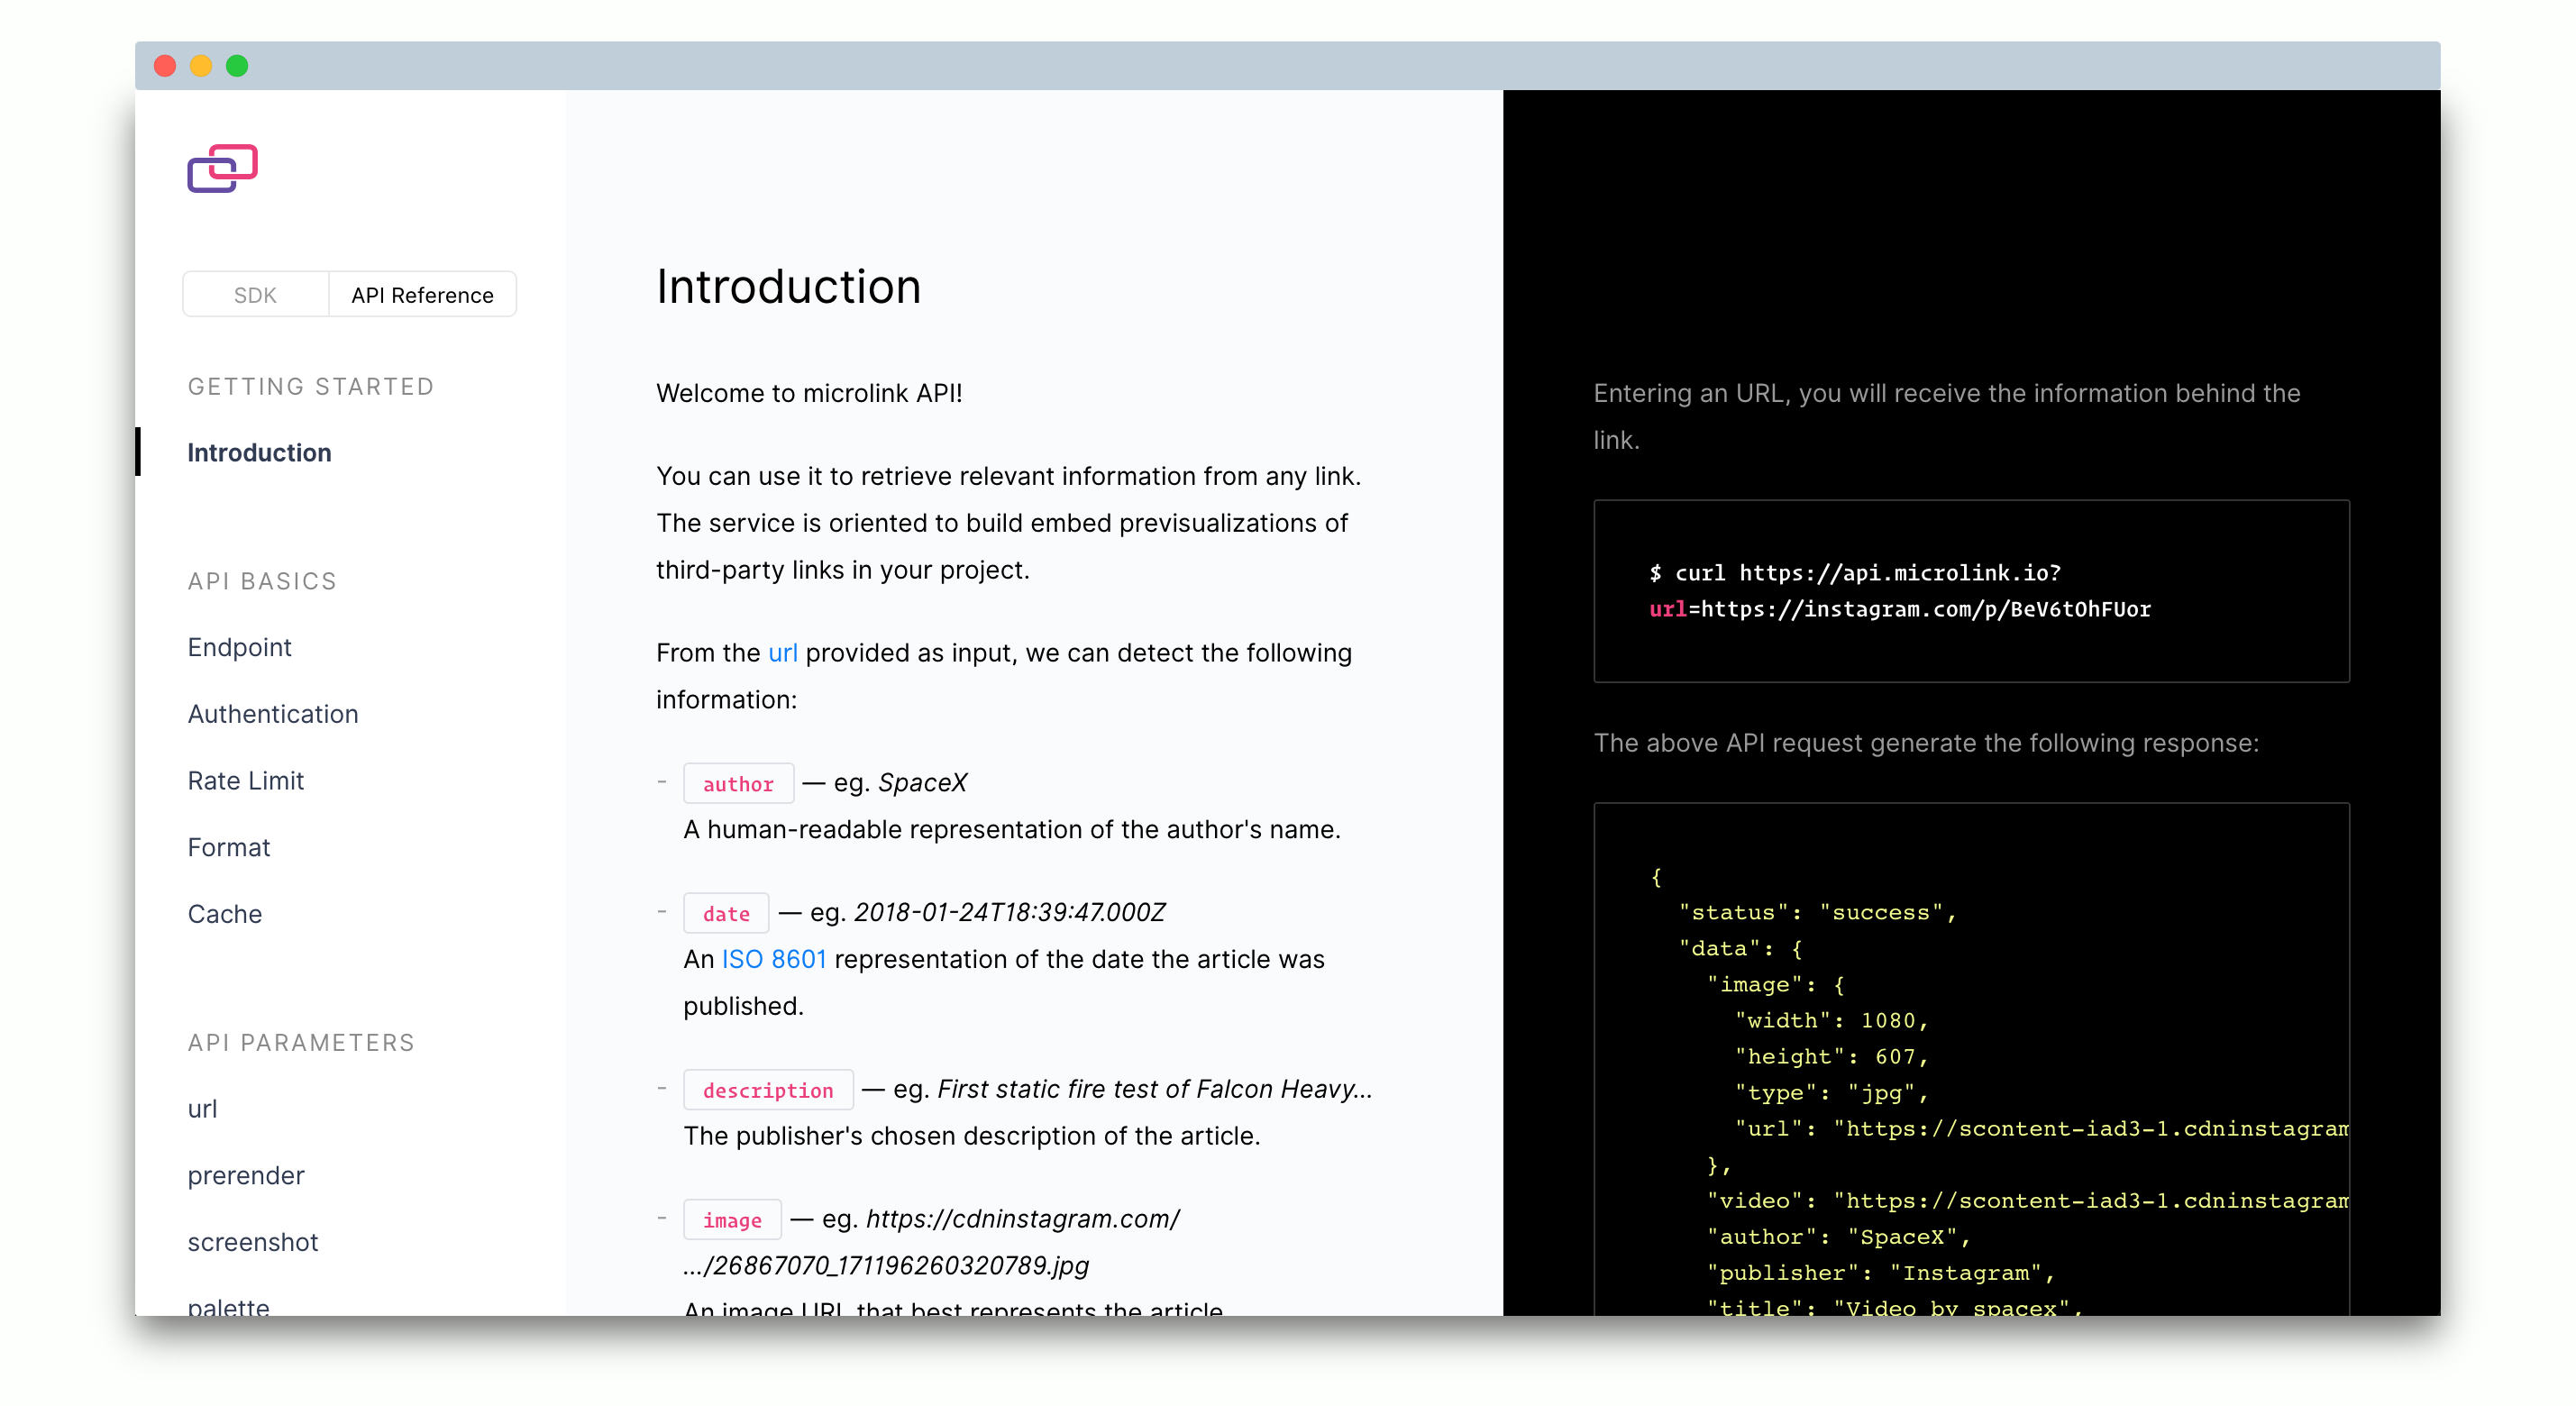 SDK
API Reference
GETTING STARTED
Introduction
API BASICS
Endpoint
Authentication
Rate Limit
Format
Cache
API PARAMETERS
url
prerender
screenshot
palette
Introduction
Welcome to microlink API!
You can use it to retrieve relevant information from any link.
The service is oriented to build embed previsualizations of
third-party links in your project.
From the url provided as input, we can detect the following
information:
- author — eg. SpaceX
A human-readable representation of the author's name.
- date — eg. 2018-01-24T18:39:47.000Z
An ISO 8601 representation of the date the article was
published.
- description — eg. First static fire test of Falcon Heavy...
The publisher's chosen description of the article.
- image — eg. https://cdninstagram.com/
.../26867070_171196260320789.jpg
An image URL that best represents the article
Entering an URL, you will receive the information behind the
link.
$ curl https://api.microlink.io?
url=https://instagram.com/p/BeV6tOhFUor
The above API request generate the following response:
{
"status": "success",
"data": {
"image": {
"width": 1080,
"height": 607,
"type": "jpg",
"url": "https://scontent-iad3-1.cdninstagram
},
"video": "https://scontent-iad3-1.cdninstagram
"author": "SpaceX",
"publisher": "Instagram",
"title": "Video by spacex",